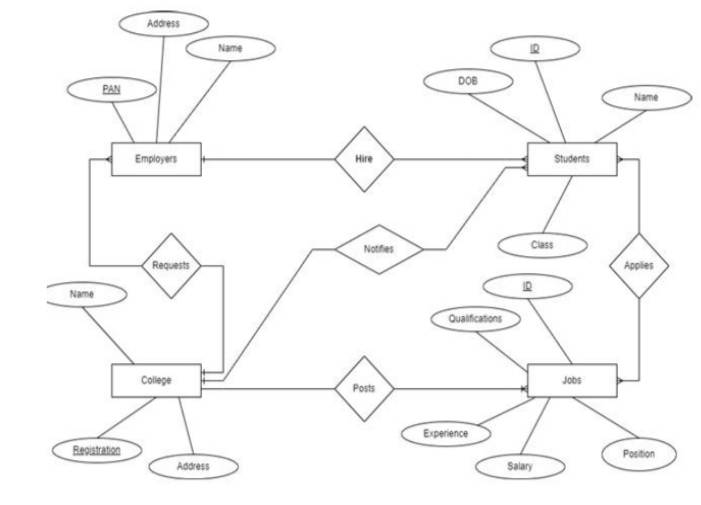 Address
Name
ID
DOB
Name
PAN
Employers
Hire
Students
Class
Notifies
Requests
Applies
Name
ID
Qualifications
College
Posts
Jobs
Experience
Registration
Address
Salary
Position